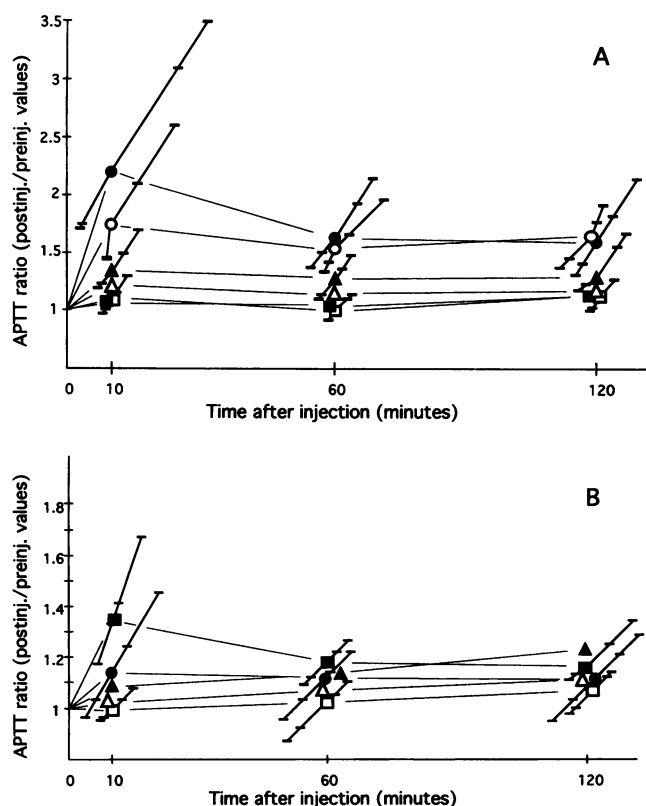 3.5
A
3
2.5
2
1.5
1
APTT ratio (postinj./preinj. values)
0 10 60 120
Time after injection (minutes)
B
1.8
1.6
1.4
1.2
1
APTT ratio (postinj./preinj. values)
0 10 60 120
Time after injection (minutes)